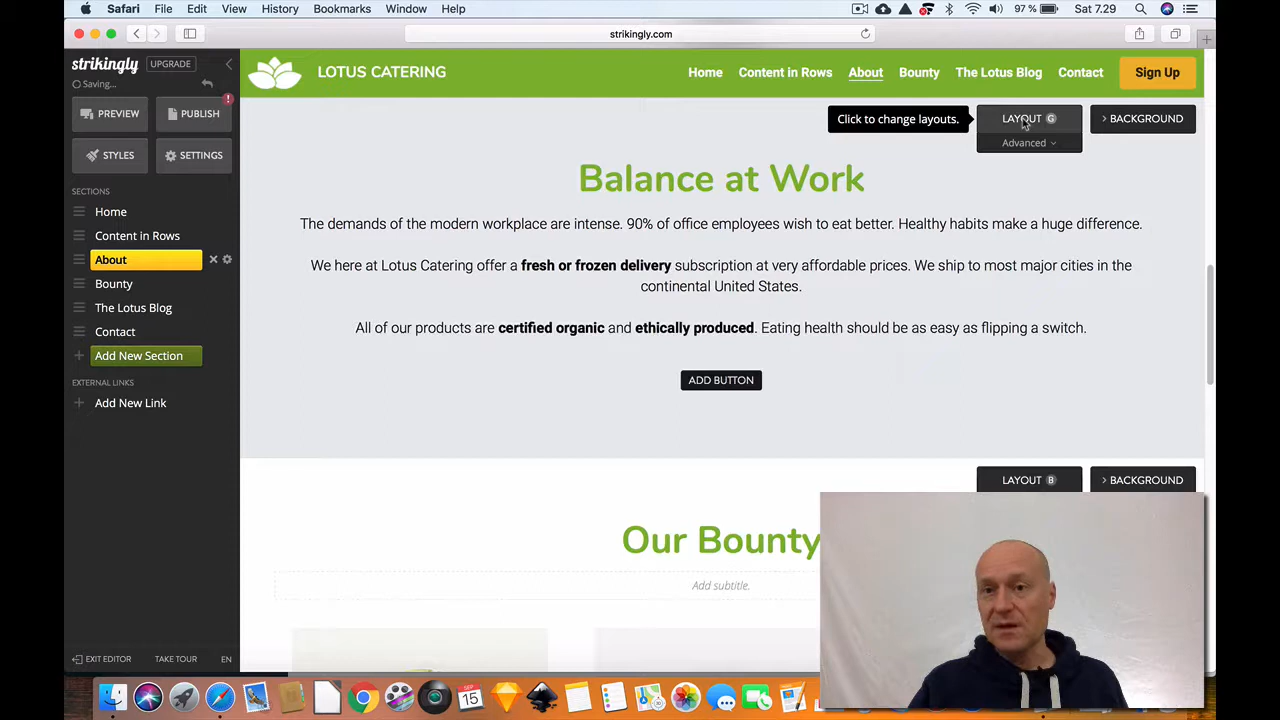 Safari File Edit View History Bookmarks Window Help 97 % Sat 7.29
strikingly.com
strikingly UPGRADE
Saving...
PREVIEW PUBLISH !
STYLES SETTINGS
SECTIONS
Home
Content in Rows
About
Bounty
The Lotus Blog
Contact
Add New Section
EXTERNAL LINKS
Add New Link
EXIT EDITOR TAKE TOUR EN
LOTUS CATERING Home Content in Rows About Bounty The Lotus Blog Contact Sign Up
Click to change layouts. LAYOUT G BACKGROUND
Advanced
Balance at Work
The demands of the modern workplace are intense. 90% of office employees wish to eat better. Healthy habits make a huge difference.
We here at Lotus Catering offer a fresh or frozen delivery subscription at very affordable prices. We ship to most major cities in the
continental United States.
All of our products are certified organic and ethically produced. Eating health should be as easy as flipping a switch.
ADD BUTTON
LAYOUT B BACKGROUND
Our Bounty
Add subtitle.
SEP
15